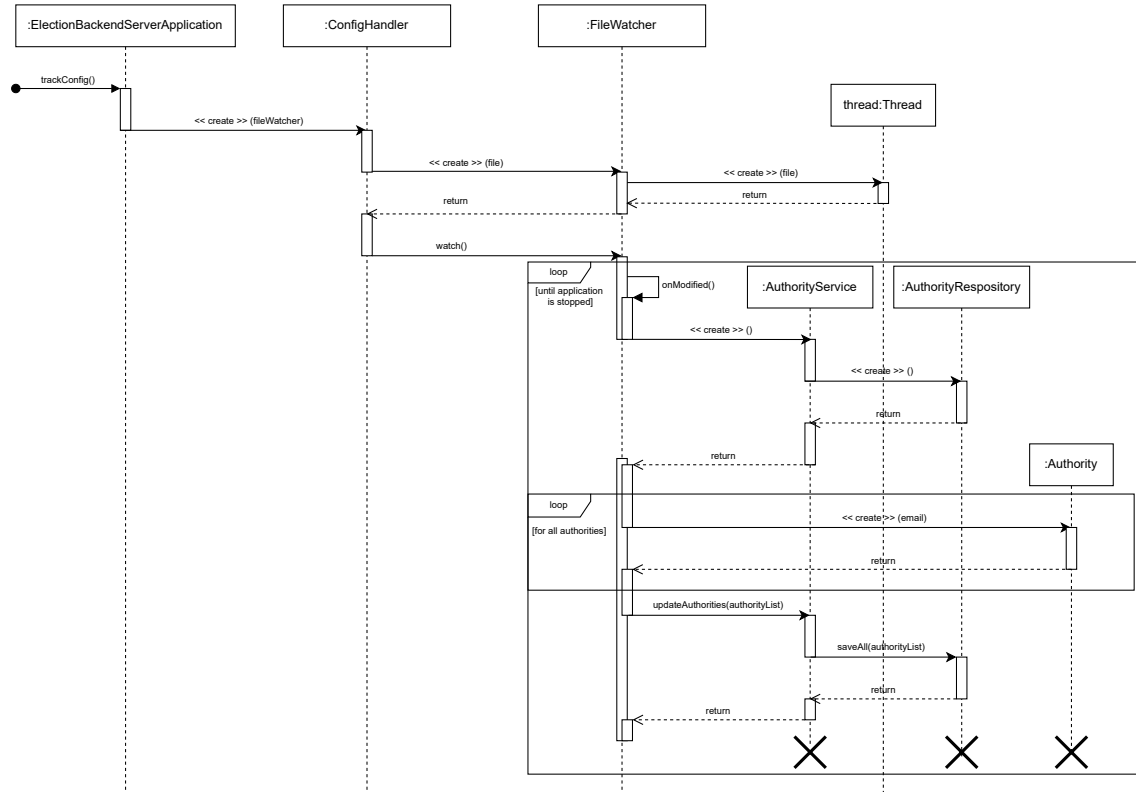 :ElectionBackendServerApplication
:ConfigHandler
:FileWatcher
trackConfig()
thread:Thread
<< create >> (fileWatcher)
<< create >> (file)
<< create >> (file)
return
return
watch()
loop
[until application
is stopped]
onModified()
:AuthorityService
:AuthorityRespository
<< create >> ()
<< create >> ()
return
return
:Authority
loop
[for all authorities]
<< create >> (email)
return
updateAuthorities(authorityList)
saveAll(authorityList)
return
return